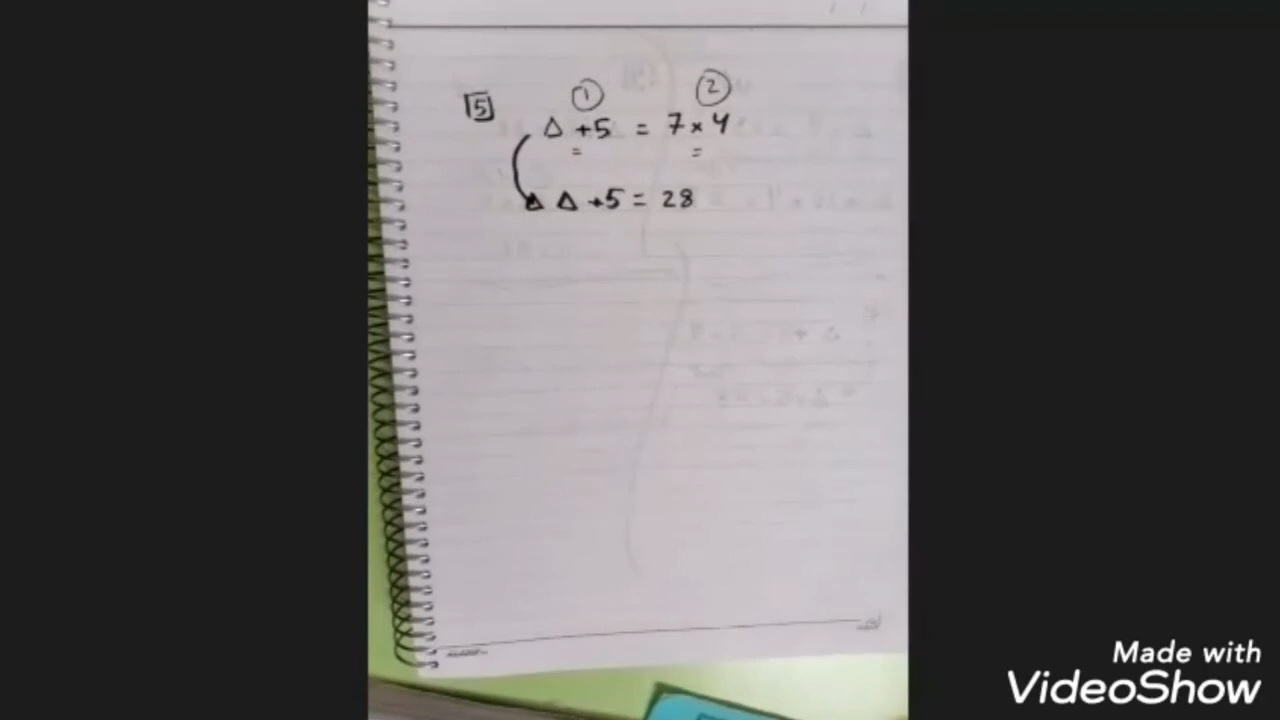 ① ②
5 Δ +5 = 7 × 4
= =
Δ Δ +5 = 28
Made with
VideoShow